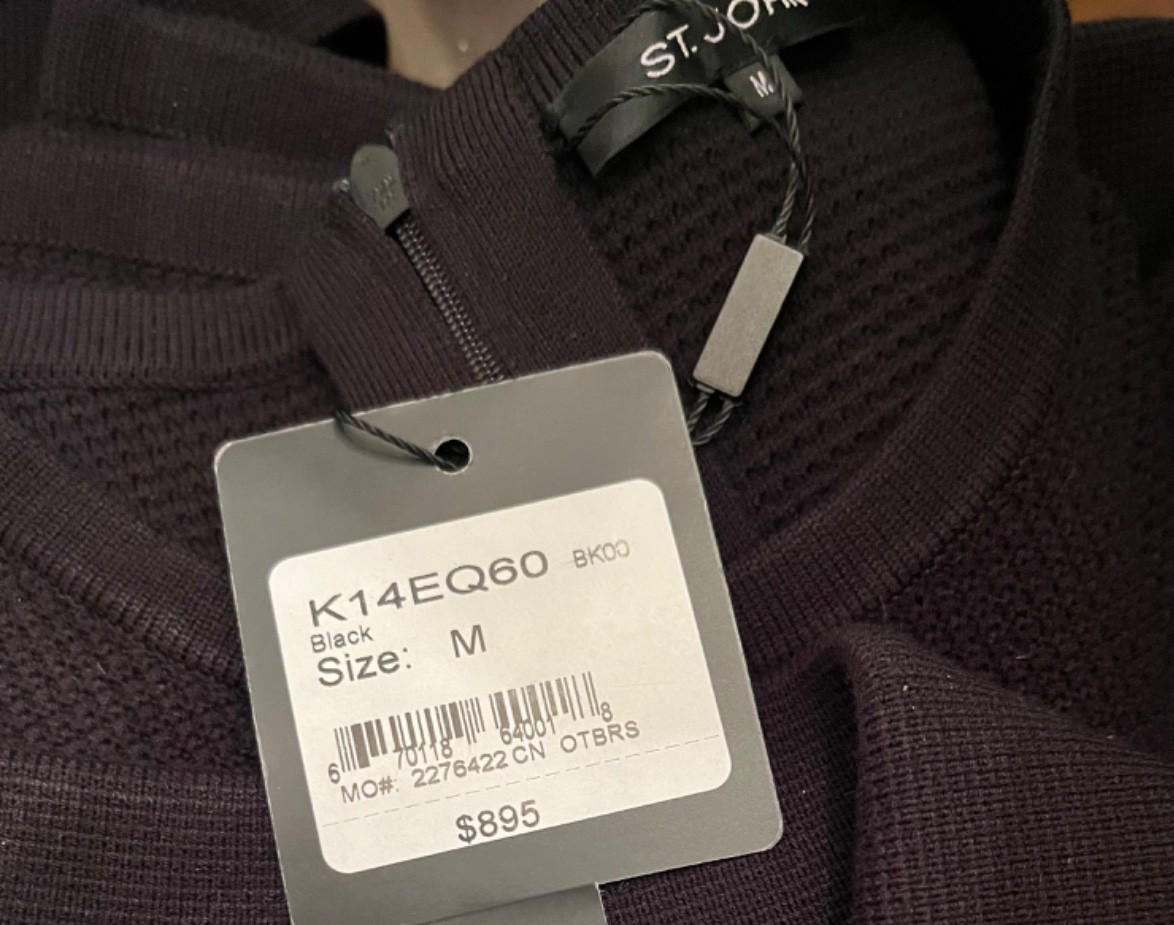 ST. JOHN
M
K14EQ60 BK00
Black
Size: M
6 70118 64001 8
MO#: 2276422 CN OTBRS
$895